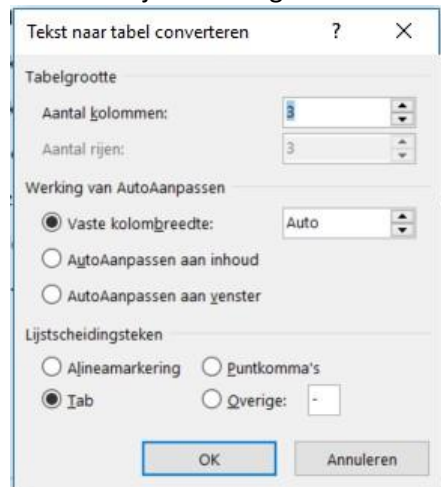 Tekst naar tabel converteren ? X
Tabelgrootte
Aantal kolommen: 3
Aantal rijen: 3
Werking van AutoAanpassen
Vaste kolombreedte: Auto
AutoAanpassen aan inhoud
AutoAanpassen aan venster
Lijstscheidingsteken
Alineamarkering Puntkomma's
Tab Overige: -
OK Annuleren